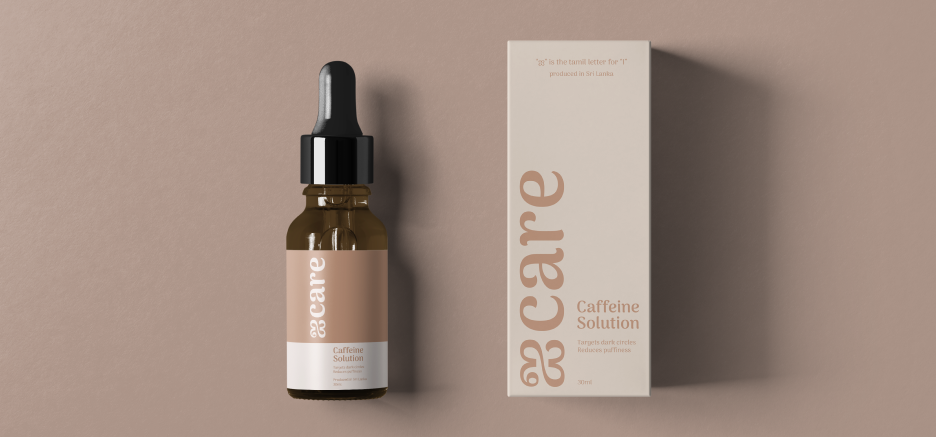 ஐcare
Caffeine
Solution
"ஐ" is the tamil letter for "I"
produced in Sri Lanka
ஐcare
Caffeine
Solution
Targets dark circles
Reduces puffiness
30ml